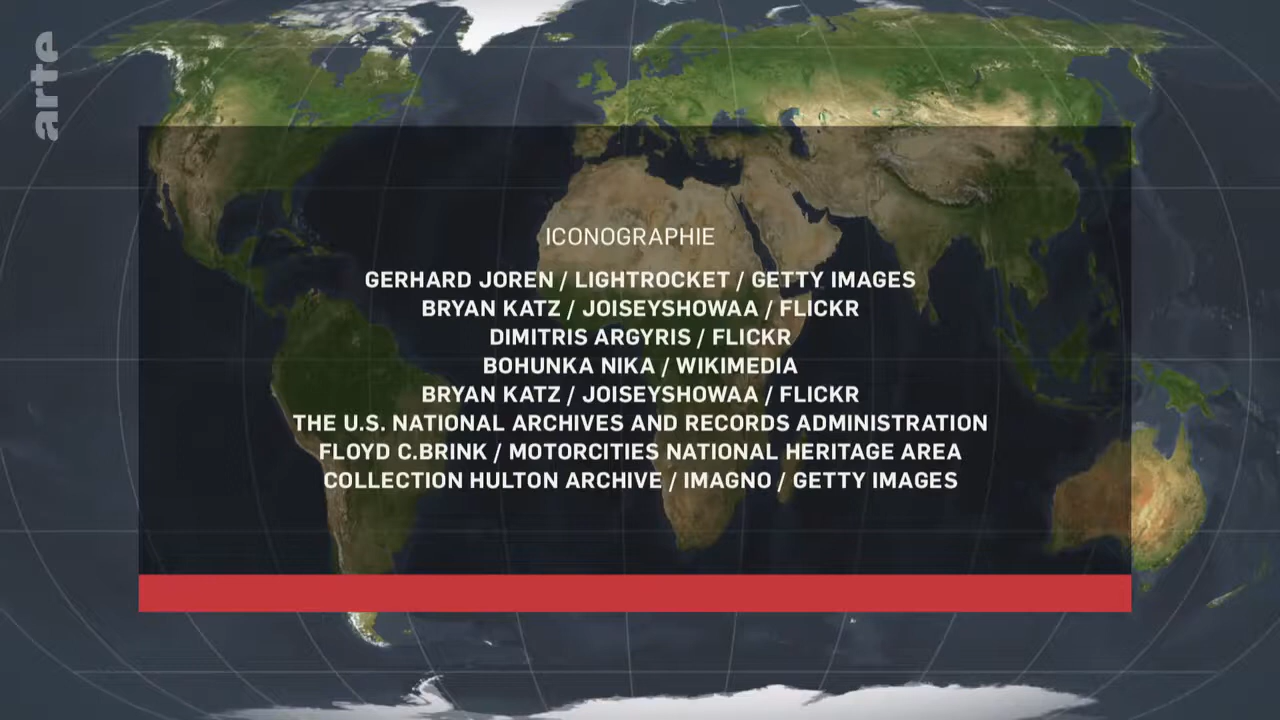 arte
ICONOGRAPHIE
GERHARD JOREN / LIGHTROCKET / GETTY IMAGES
BRYAN KATZ / JOISEYSHOWAA / FLICKR
DIMITRIS ARGYRIS / FLICKR
BOHUNKA NIKA / WIKIMEDIA
BRYAN KATZ / JOISEYSHOWAA / FLICKR
THE U.S. NATIONAL ARCHIVES AND RECORDS ADMINISTRATION
FLOYD C.BRINK / MOTORCITIES NATIONAL HERITAGE AREA
COLLECTION HULTON ARCHIVE / IMAGNO / GETTY IMAGES